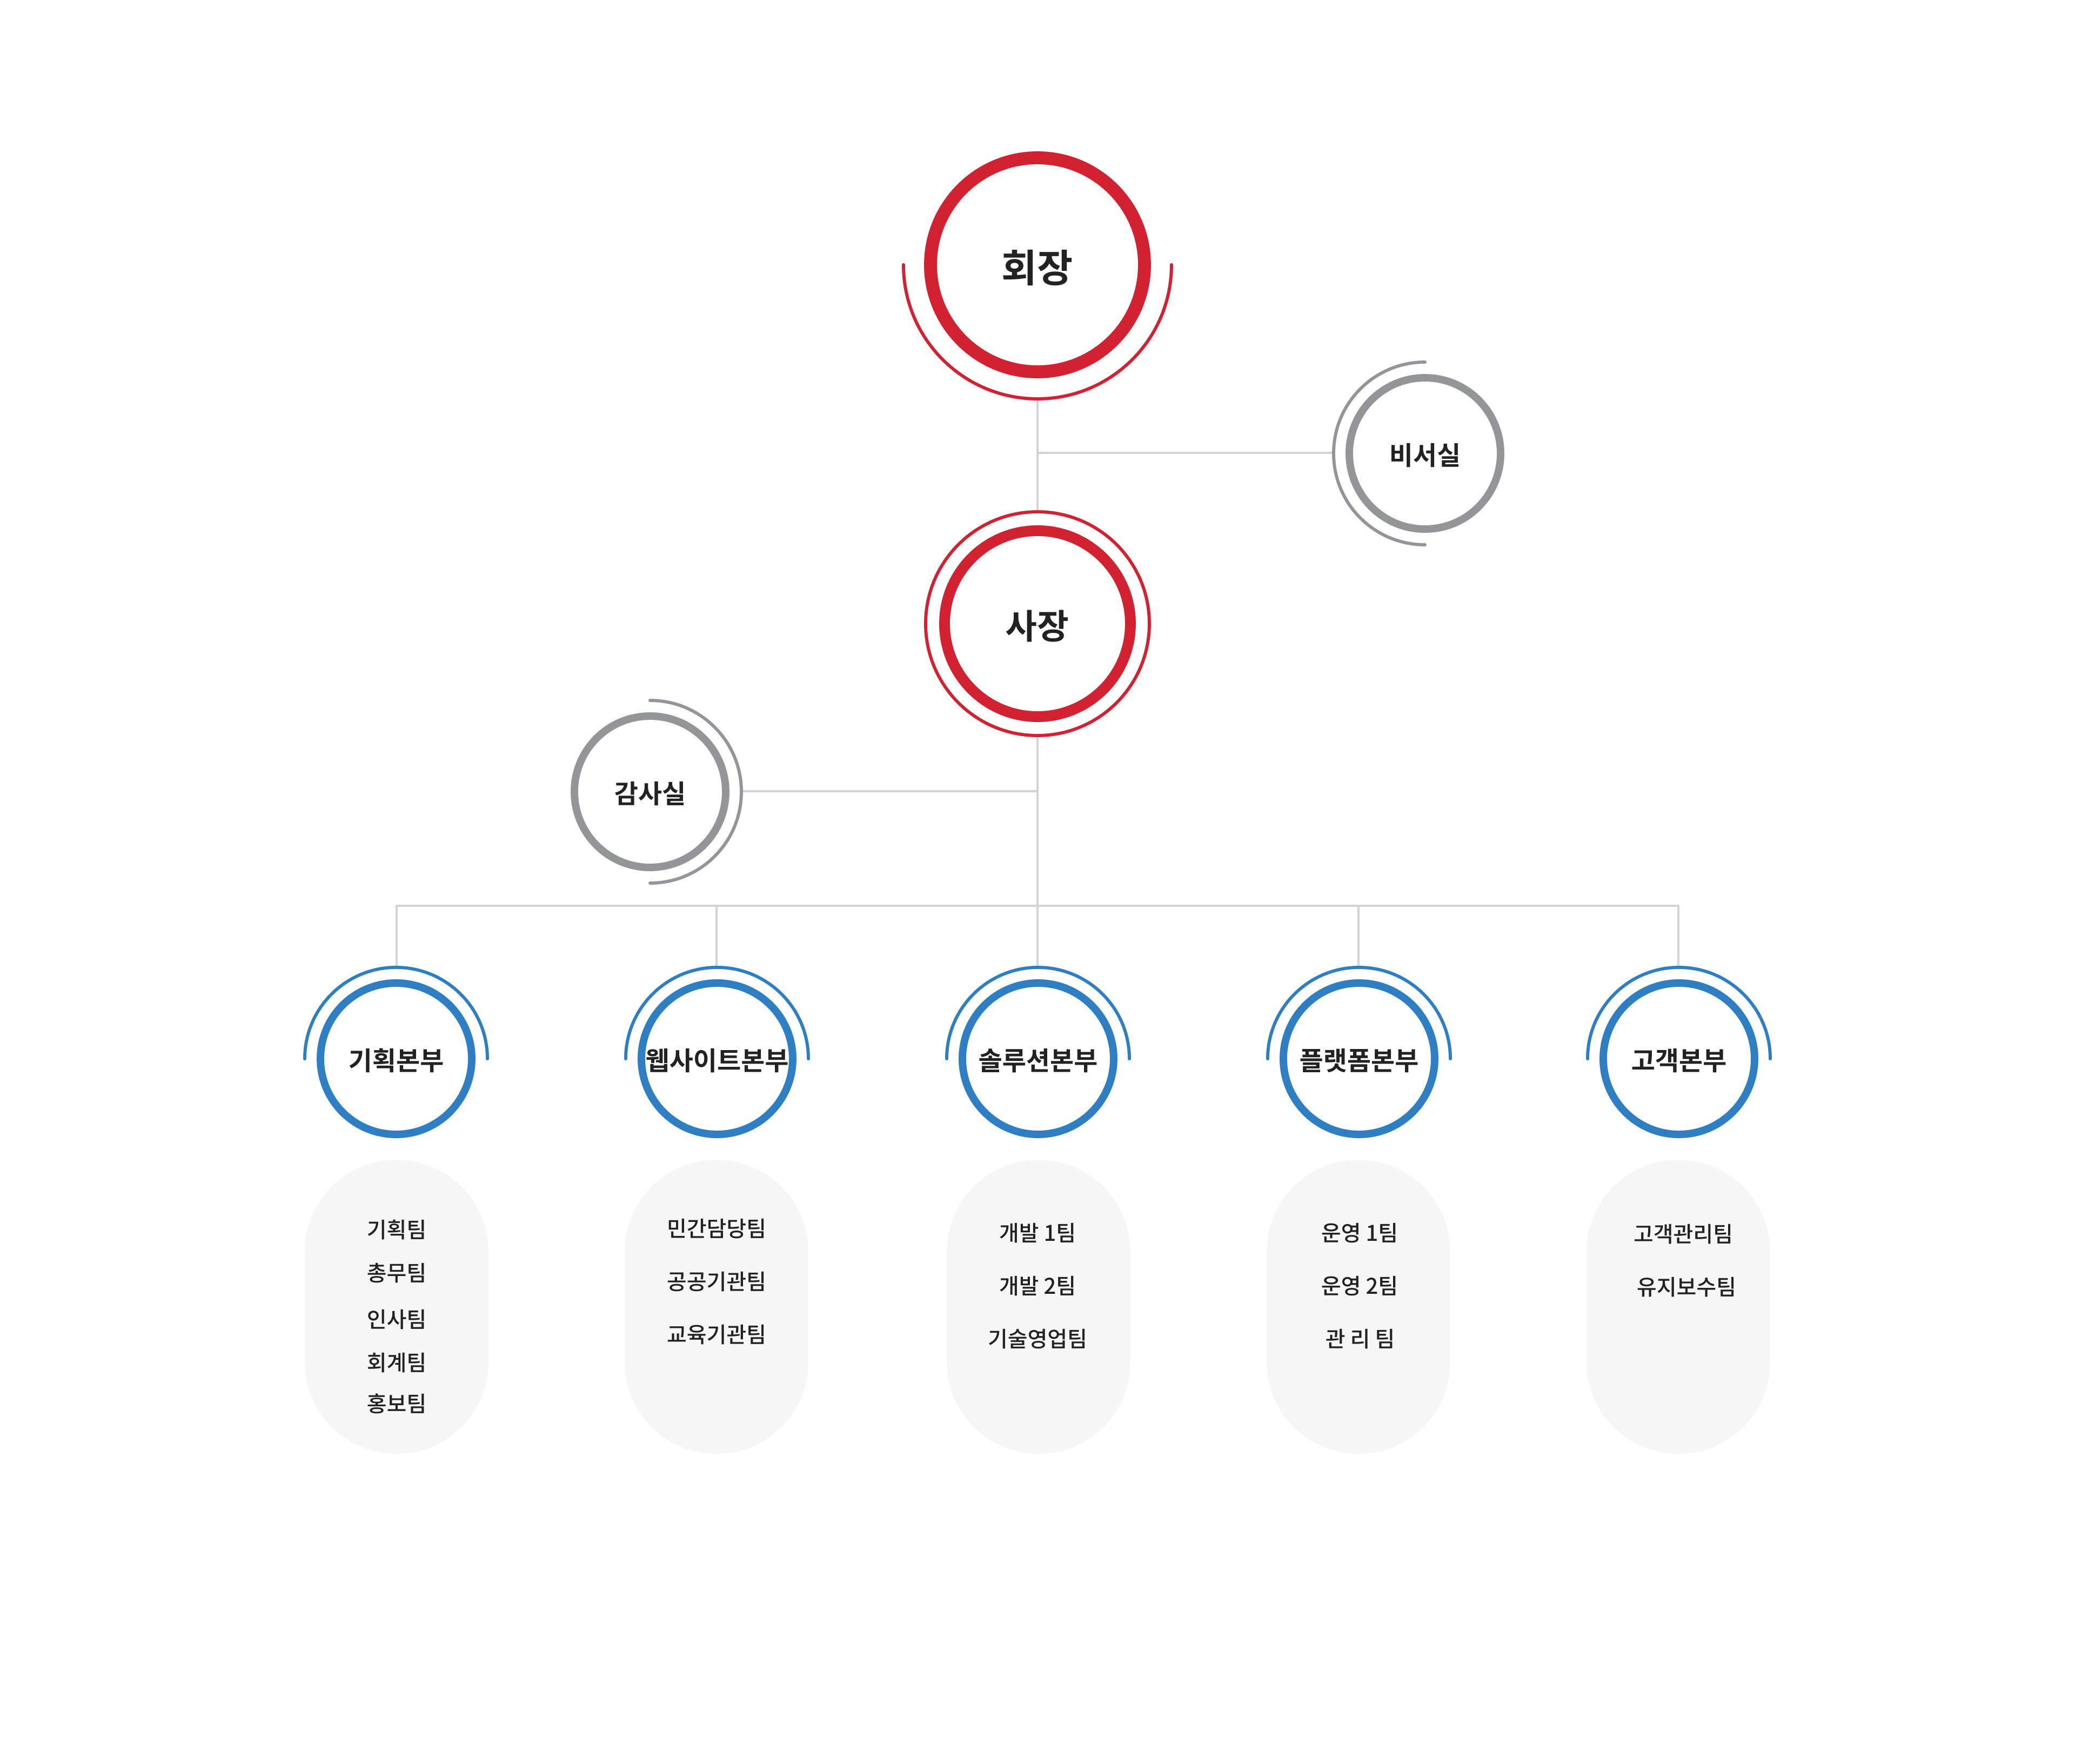 회장
비서실
사장
감사실
기획본부
웹사이트본부
솔루션본부
플랫폼본부
고객본부
기획팀
총무팀
인사팀
회계팀
홍보팀
민간담당팀
공공기관팀
교육기관팀
개발 1팀
개발 2팀
기술영업팀
운영 1팀
운영 2팀
관 리 팀
고객관리팀
유지보수팀